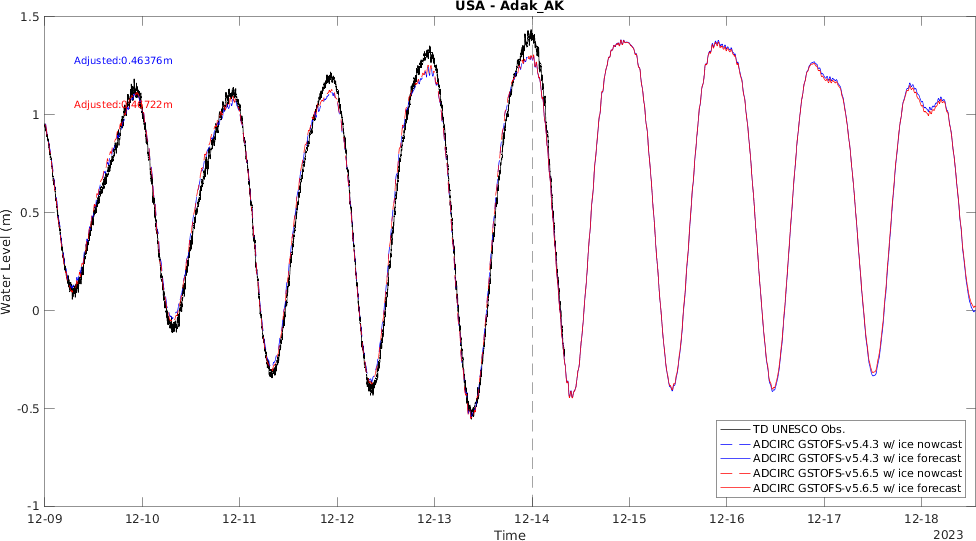 USA - Adak_AK
1.5
1
0.5
0
-0.5
-1
Water Level (m)
Adjusted:0.46376m
Adjusted:0.46722m
TD UNESCO Obs.
ADCIRC GSTOFS-v5.4.3 w/ ice nowcast
ADCIRC GSTOFS-v5.4.3 w/ ice forecast
ADCIRC GSTOFS-v5.6.5 w/ ice nowcast
ADCIRC GSTOFS-v5.6.5 w/ ice forecast
12-09 12-10 12-11 12-12 12-13 12-14 12-15 12-16 12-17 12-18
Time
2023